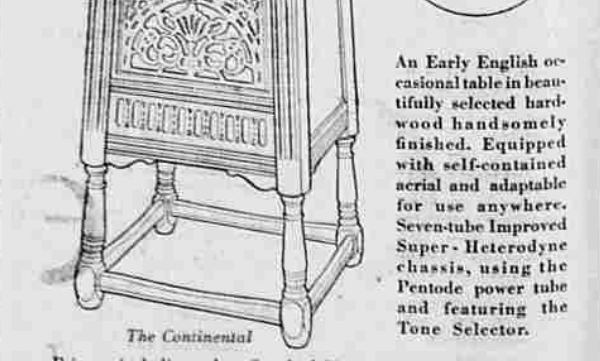 An Early English oc-
casional table in beau-
tifully selected hard-
wood handsomely
finished. Equipped
with self-contained
aerial and adaptable
for use anywhere.
Seven-tube Improved
Super-Heterodyne
chassis, using the
Pentode power tube
and featuring the
Tone Selector.
The Continental